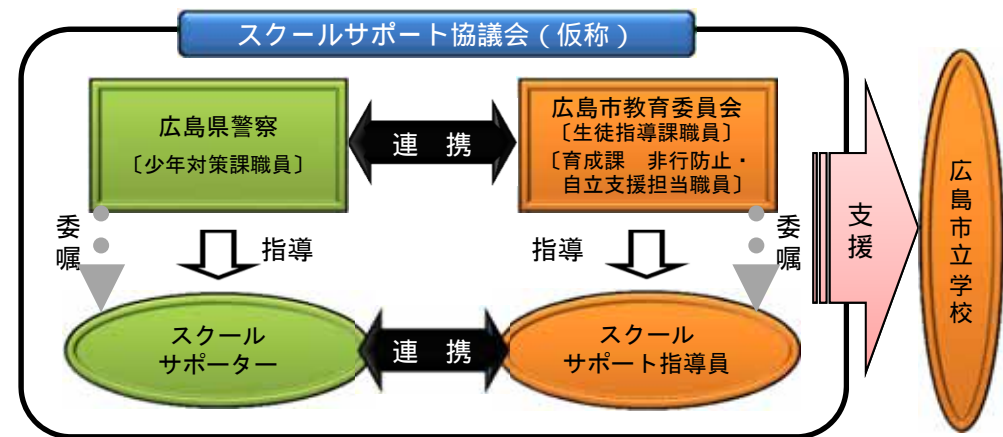 スクールサポート協議会（仮称）
広島県警察
〔少年対策課職員〕
連　携
広島市教育委員会
〔生徒指導課職員〕
〔育成課　非行防止・
自立支援担当職員〕
委嘱
指導
指導
委嘱
スクール
サポーター
連　携
スクール
サポート指導員
支援
広島市立学校